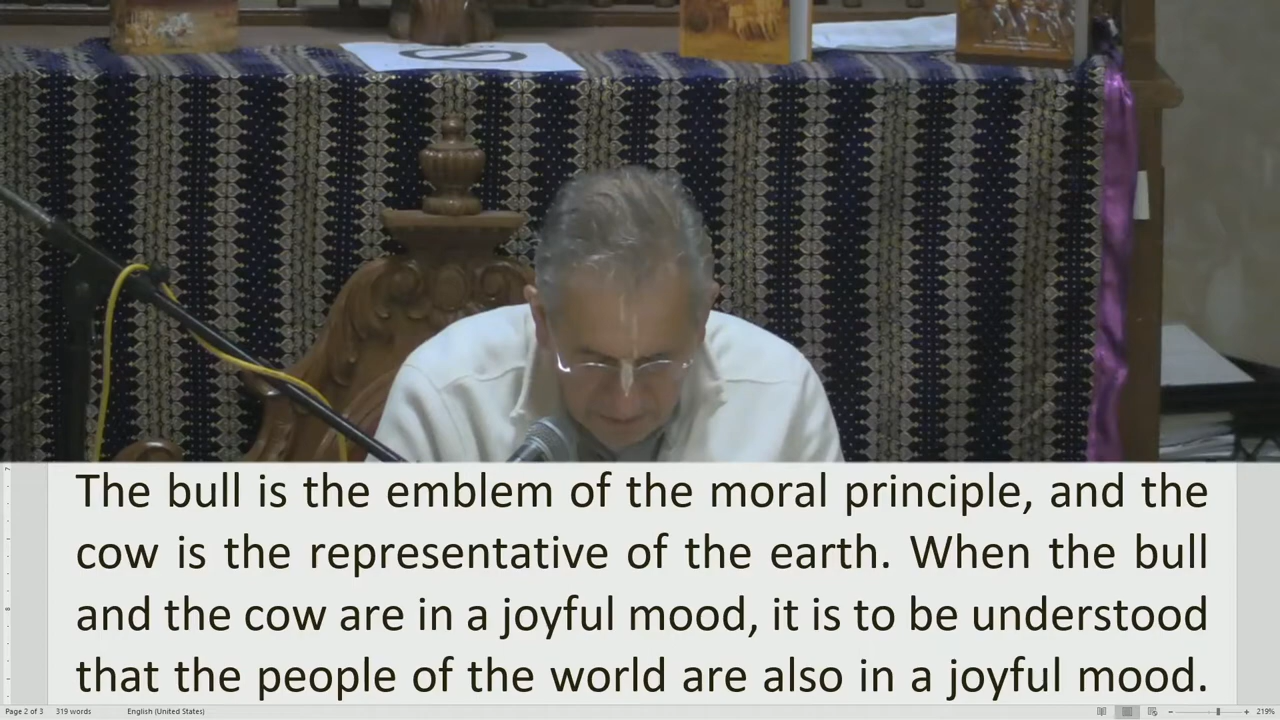 The bull is the emblem of the moral principle, and the
cow is the representative of the earth. When the bull
and the cow are in a joyful mood, it is to be understood
that the people of the world are also in a joyful mood.
Page 2 of 3 319 words English (United States) 219%